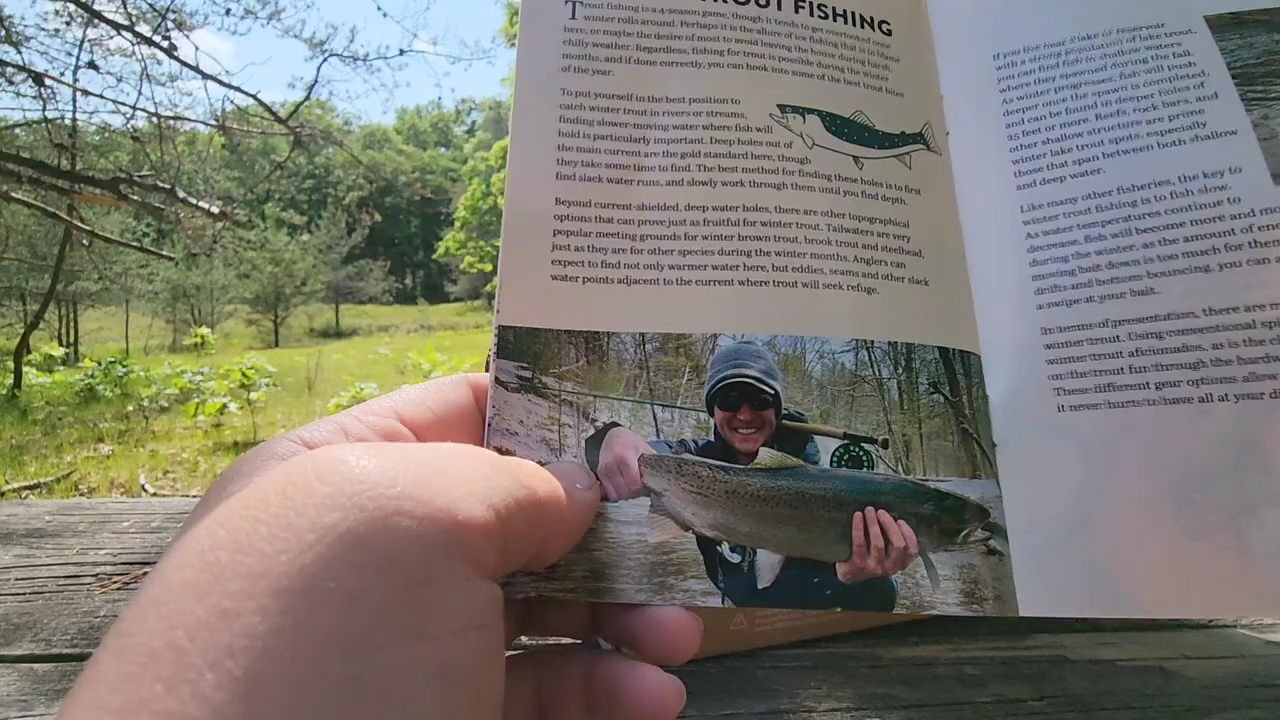 TROUT FISHING
Trout fishing is a 4-season game, though it tends to get overlooked once
winter rolls around. Perhaps it is the allure of ice fishing that is to blame
here, or maybe the desire of most to avoid leaving the house during harsh,
chilly weather. Regardless, fishing for trout is possible during the winter
months, and if done correctly, you can hook into some of the best trout bites
of the year.
To put yourself in the best position to
catch winter trout in rivers or streams,
finding slower-moving water where fish will
hold is particularly important. Deep holes out of
the main current are the gold standard here, though
they take some time to find. The best method for finding these holes is to first
find slack water runs, and slowly work through them until you find depth.
Beyond current-shielded, deep water holes, there are other topographical
options that can prove just as fruitful for winter trout. Tailwaters are very
popular meeting grounds for winter brown trout, brook trout and steelhead,
just as they are for other species during the winter months. Anglers can
expect to find not only warmer water here, but eddies, seams and other slack
water points adjacent to the current where trout will seek refuge.
If you live near a lake or reservoir
with a strong population of lake trout,
you can find fish in shallow waters
where they spawned during the fall.
As winter progresses, fish will push
deeper once the spawn is completed,
and can be found in deeper holes of
25 feet or more. Reefs, rock bars, and
other shallow structure are prime
winter lake trout spots, especially
those that span between both shallow
and deep water.
Like many other fisheries, the key to
winter trout fishing is to fish slow.
As water temperatures continue to
decrease, fish will become more and mo
during the winter, as the amount of ene
moving bait down is too much for them
drifts and bottom-bouncing, you can a
a swipe at your bait.
In terms of presentation, there are m
winter trout. Using conventional sp
winter trout aficionados, as is the cl
on the trout fun through the hardw
These different gear options allow
it never hurts to have all at your di